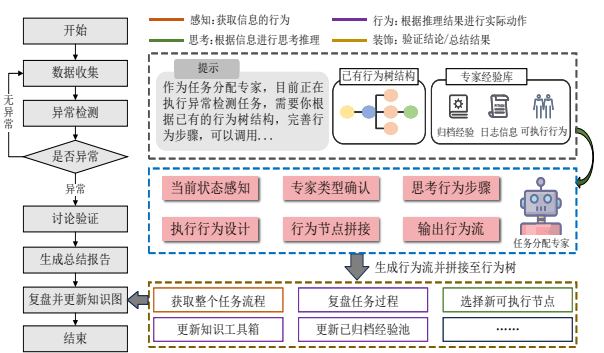 开始
数据收集
异常检测
是否异常
无异常
异常
讨论验证
生成总结报告
复盘并更新知识图
结束
感知:获取信息的行为
行为:根据推理结果进行实际动作
思考:根据信息进行思考推理
装饰:验证结论/总结结果
提示
作为任务分配专家，目前正在
执行异常检测任务，需要你根
据已有的行为树结构，完善行
为步骤，可以调用...
已有行为树结构
专家经验库
归档经验
日志信息
可执行行为
当前状态感知
专家类型确认
思考行为步骤
执行行为设计
行为节点拼接
输出行为流
任务分配专家
生成行为流并拼接至行为树
获取整个任务流程
复盘任务过程
选择新可执行节点
更新知识工具箱
更新已归档经验池
……